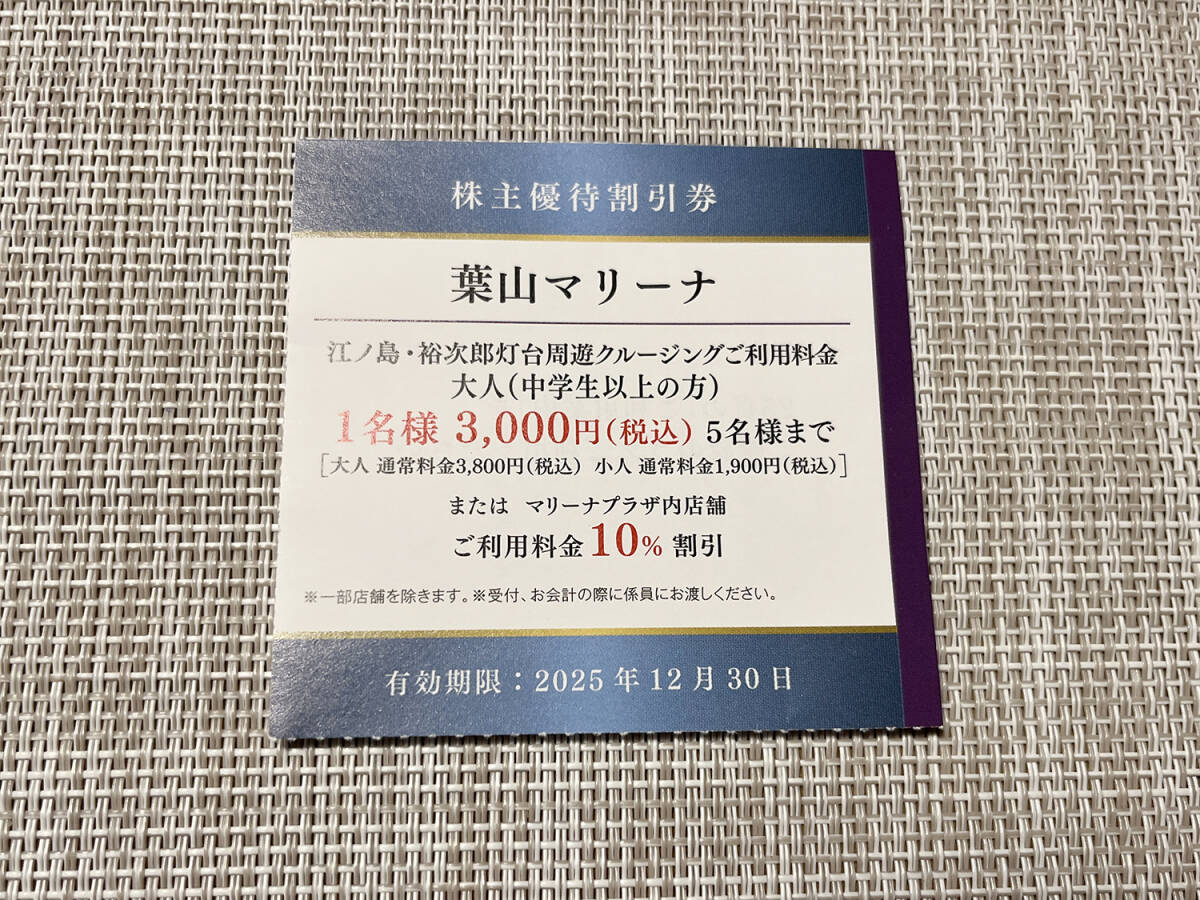 株主優待割引券
葉山マリーナ
江ノ島・裕次郎灯台周遊クルージングご利用料金
大人(中学生以上の方)
1名様 3,000円(税込) 5名様まで
[大人 通常料金3,800円(税込) 小人 通常料金1,900円(税込)]
または マリーナプラザ内店舗
ご利用料金10%割引
※一部店舗を除きます。※受付、お会計の際に係員にお渡しください。
有効期限：2025年12月30日